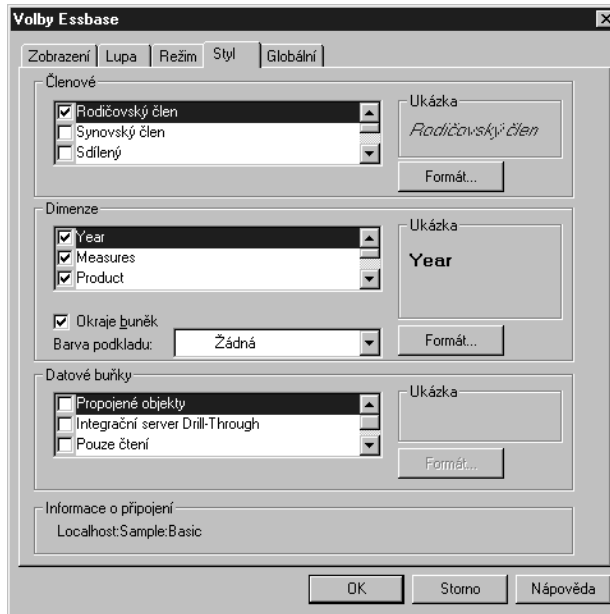 Volby Essbase
Zobrazení Lupa Režim Styl Globální
Členové
Rodičovský člen
Synovský člen
Sdílený
Ukázka
Rodičovský člen
Formát...
Dimenze
Year
Measures
Product
Ukázka
Year
Okraje buněk
Barva podkladu: Žádná
Formát...
Datové buňky
Propojené objekty
Integrační server Drill-Through
Pouze čtení
Ukázka
Formát...
Informace o připojení
Localhost:Sample:Basic
OK Storno Nápověda